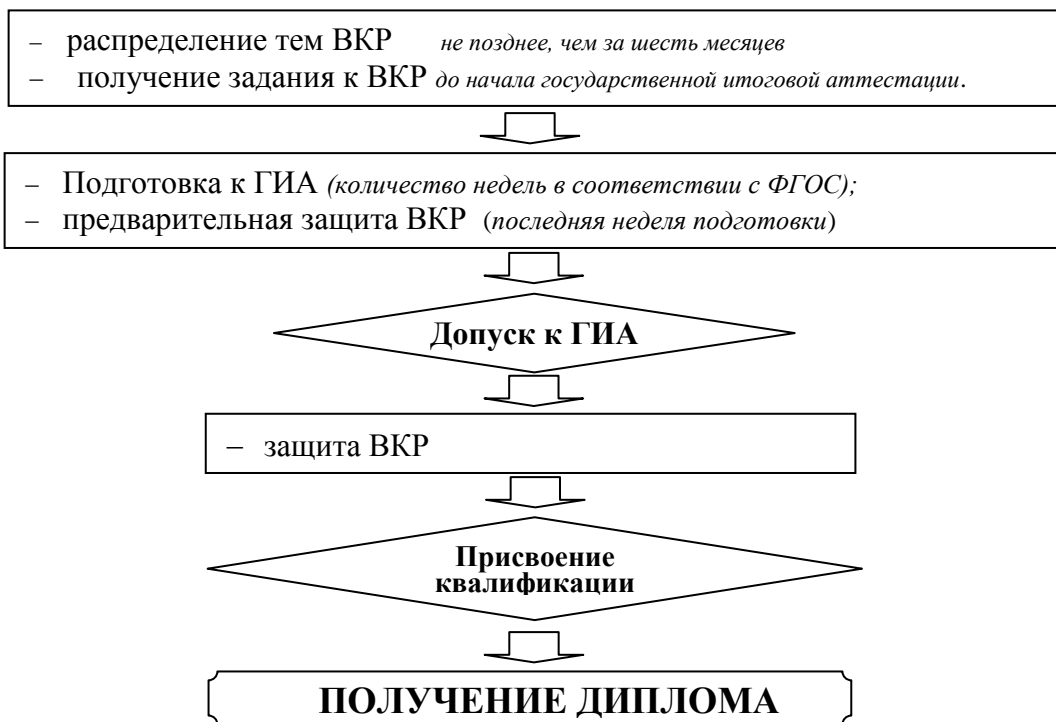 – распределение тем ВКР не позднее, чем за шесть месяцев
– получение задания к ВКР до начала государственной итоговой аттестации.
– Подготовка к ГИА (количество недель в соответствии с ФГОС);
– предварительная защита ВКР (последняя неделя подготовки)
Допуск к ГИА
– защита ВКР
Присвоение
квалификации
ПОЛУЧЕНИЕ ДИПЛОМА